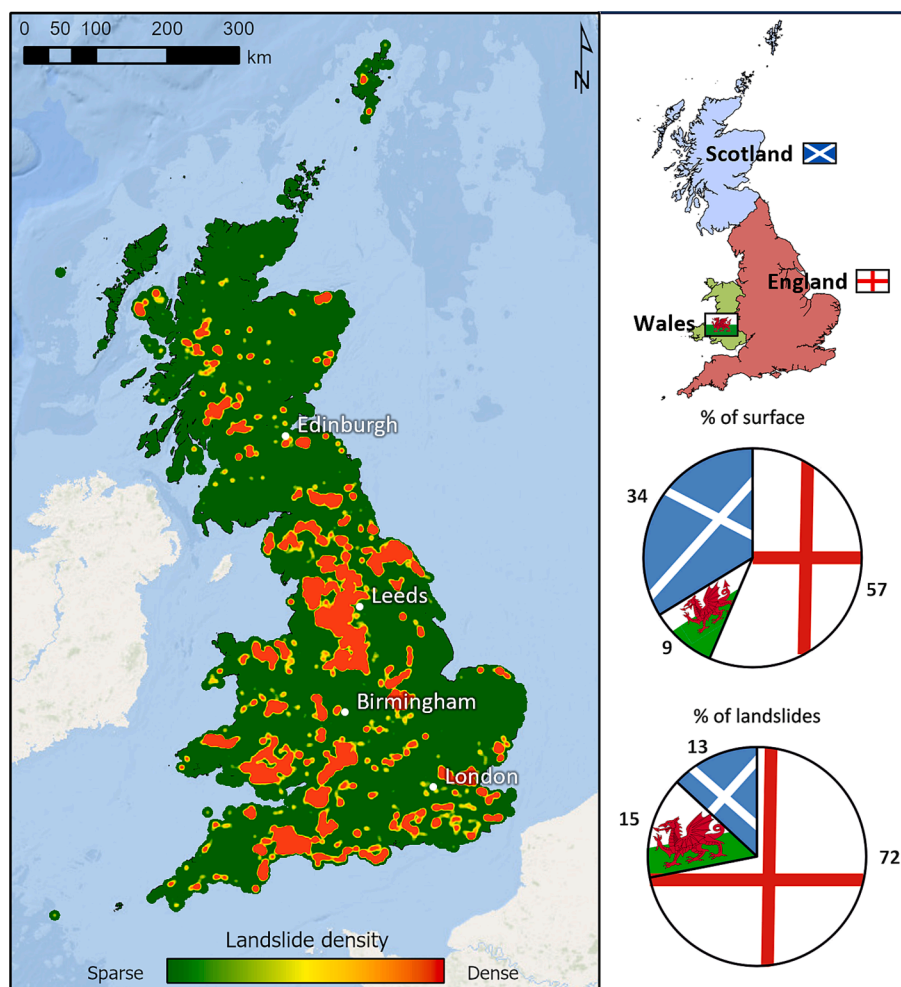 0 50 100 200 300
km
N
Edinburgh
Leeds
Birmingham
London
Landslide density
Sparse
Dense
Scotland
England
Wales
% of surface
34
57
9
% of landslides
13
15
72